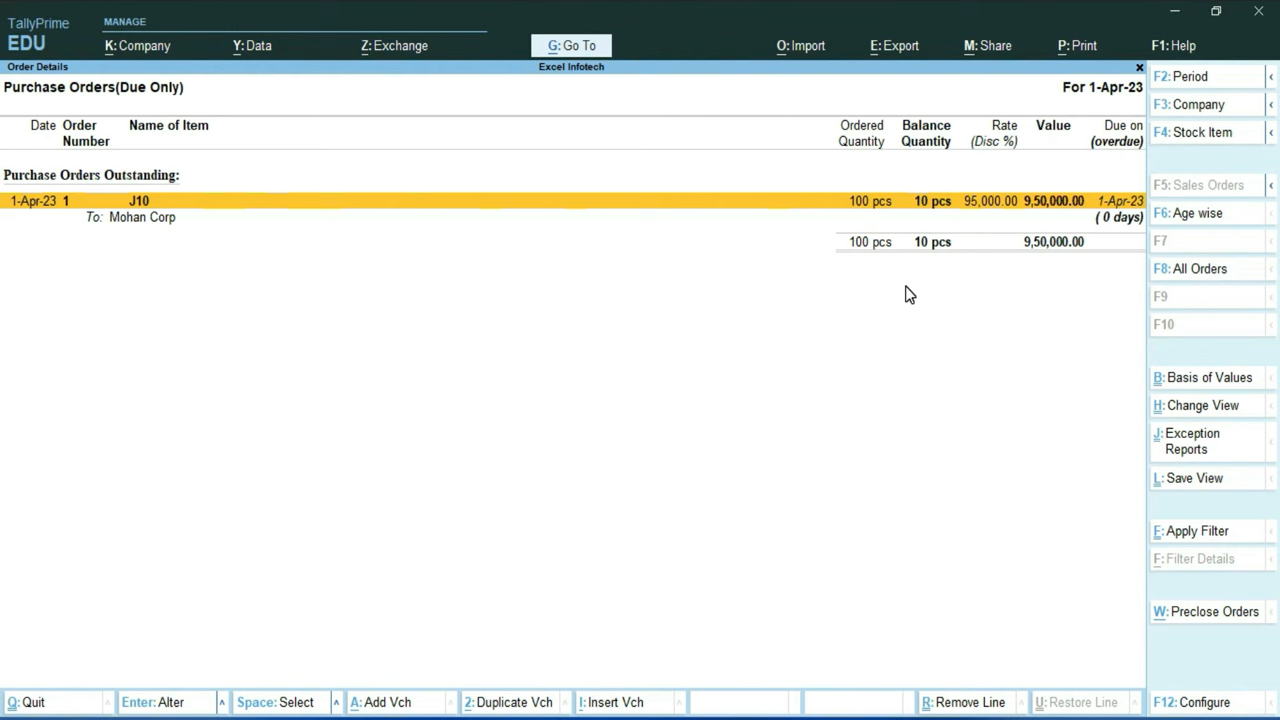 TallyPrime
EDU
MANAGE
K: Company
Y: Data
Z: Exchange
G: Go To
O: Import
E: Export
M: Share
P: Print
F1: Help
Order Details
Excel Infotech
Purchase Orders(Due Only)
For 1-Apr-23
Date Order Number Name of Item Ordered Quantity Balance Quantity Rate (Disc %) Value Due on (overdue)
Purchase Orders Outstanding:
1-Apr-23 1 J10 100 pcs 10 pcs 95,000.00 9,50,000.00 1-Apr-23
To: Mohan Corp ( 0 days)
100 pcs 10 pcs 9,50,000.00
F2: Period
F3: Company
F4: Stock Item
F5: Sales Orders
F6: Age wise
F7
F8: All Orders
F9
F10
B: Basis of Values
H: Change View
J: Exception
Reports
L: Save View
F: Apply Filter
F: Filter Details
W: Preclose Orders
Q: Quit
Enter: Alter
Space: Select
A: Add Vch
2: Duplicate Vch
I: Insert Vch
R: Remove Line
U: Restore Line
F12: Configure